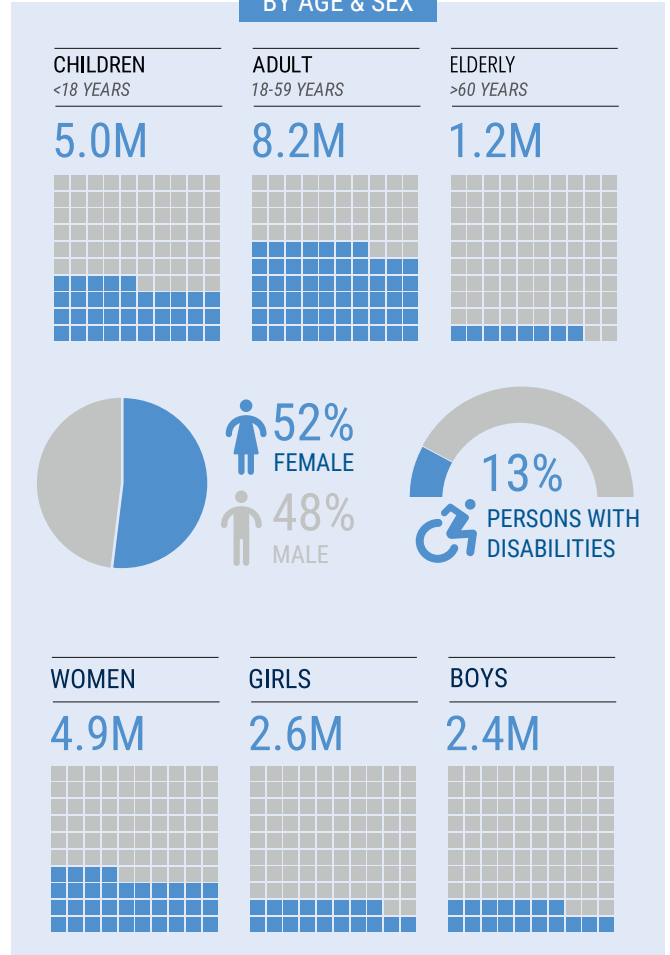 BY AGE & SEX
CHILDREN
<18 YEARS
5.0M
ADULT
18-59 YEARS
8.2M
ELDERLY
>60 YEARS
1.2M
52%
FEMALE
48%
MALE
13%
PERSONS WITH
DISABILITIES
WOMEN
4.9M
GIRLS
2.6M
BOYS
2.4M